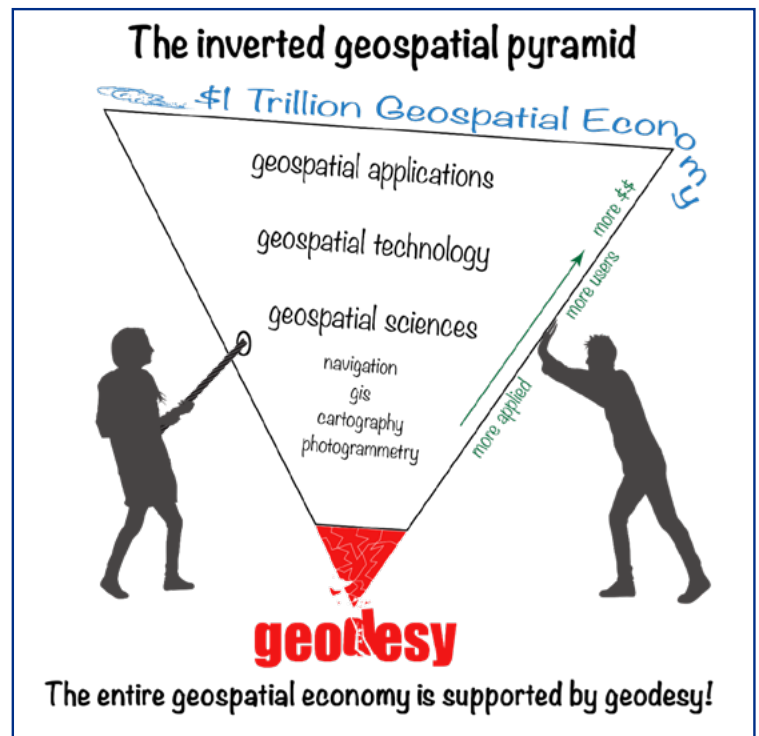 The inverted geospatial pyramid
$1 Trillion Geospatial Economy
geospatial applications
geospatial technology
geospatial sciences
navigation
gis
cartography
photogrammetry
more $$
more users
more applied
geodesy
The entire geospatial economy is supported by geodesy!